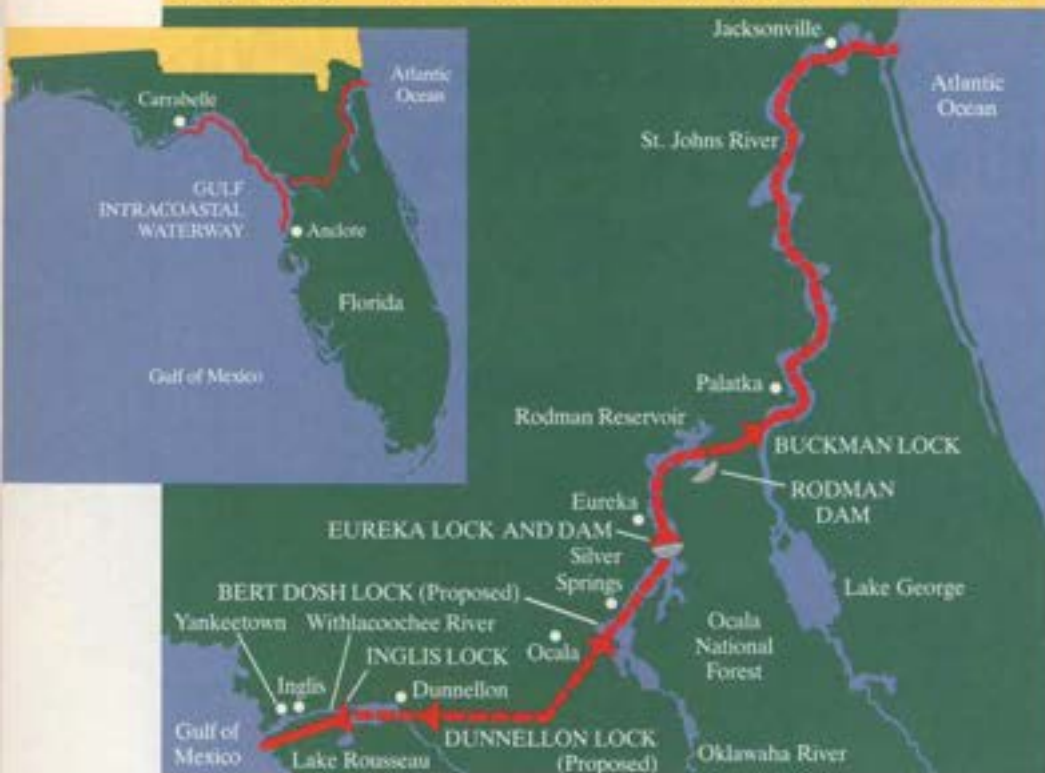 Carrabelle
Atlantic
Ocean
GULF
INTRACOASTAL
WATERWAY
Anclote
Florida
Gulf of Mexico
Jacksonville
Atlantic
Ocean
St. Johns River
Palatka
Rodman Reservoir
BUCKMAN LOCK
RODMAN
DAM
Eureka
EUREKA LOCK AND DAM
Silver
Springs
Lake George
BERT DOSH LOCK (Proposed)
Yankeetown
Withlacoochee River
Ocala
National
Forest
INGLIS LOCK
Ocala
Inglis
Dunnellon
Gulf of
Mexico
Lake Rousseau
DUNNELLON LOCK
(Proposed)
Oklawaha River